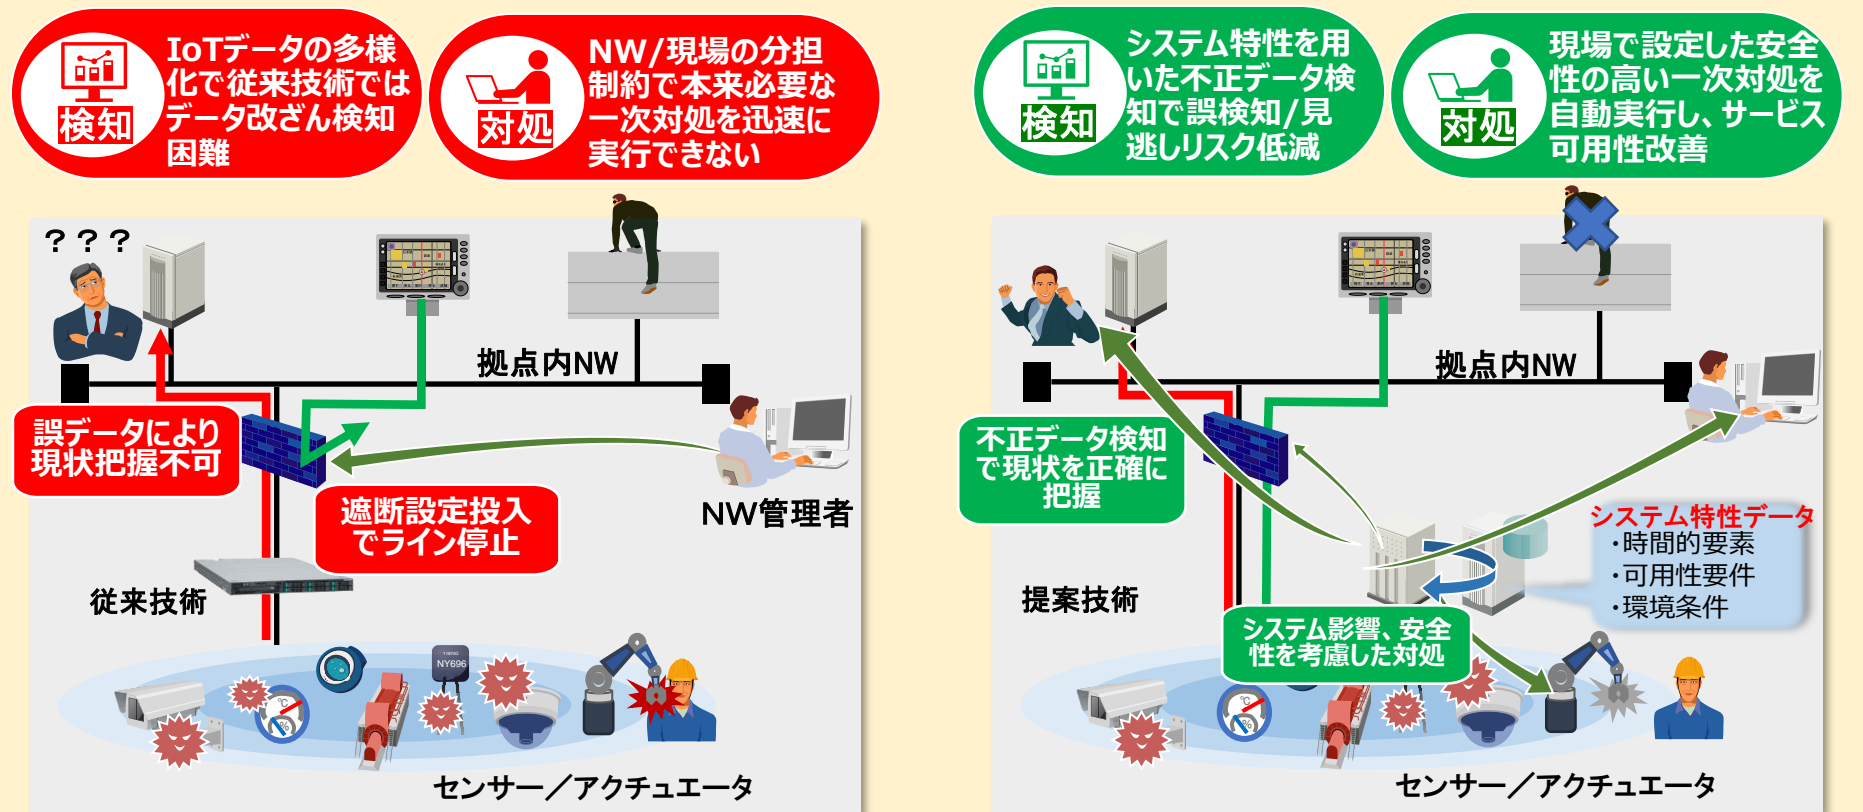 検知
IoTデータの多様
化で従来技術では
データ改ざん検知
困難
対処
NW/現場の分担
制約で本来必要な
一次対処を迅速に
実行できない
？？？
拠点内NW
誤データにより
現状把握不可
遮断設定投入
でライン停止
NW管理者
従来技術
NY696
℃
%
センサー／アクチュエータ
検知
システム特性を用
いた不正データ検
知で誤検知/見
逃しリスク低減
対処
現場で設定した安全
性の高い一次対処を
自動実行し、サービス
可用性改善
拠点内NW
不正データ検知
で現状を正確に
把握
システム特性データ
・時間的要素
・可用性要件
・環境条件
提案技術
システム影響、安全
性を考慮した対処
℃
%
センサー／アクチュエータ